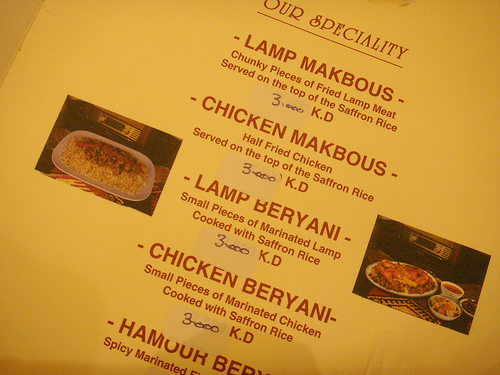 OUR SPECIALITY
- LAMP MAKBOUS -
Chunky Pieces of Fried Lamp Meat
Served on the top of the Saffron Rice
3.000 K.D
- CHICKEN MAKBOUS -
Half Fried Chicken
Served on the top of the Saffron Rice
3.000 K.D
- LAMP BERYANI -
Small Pieces of Marinated Lamp
Cooked with Saffron Rice
3.000 K.D
- CHICKEN BERYANI-
Small Pieces of Marinated Chicken
Cooked with Saffron Rice
3.000 K.D
- HAMOUR
Spicy Marinated